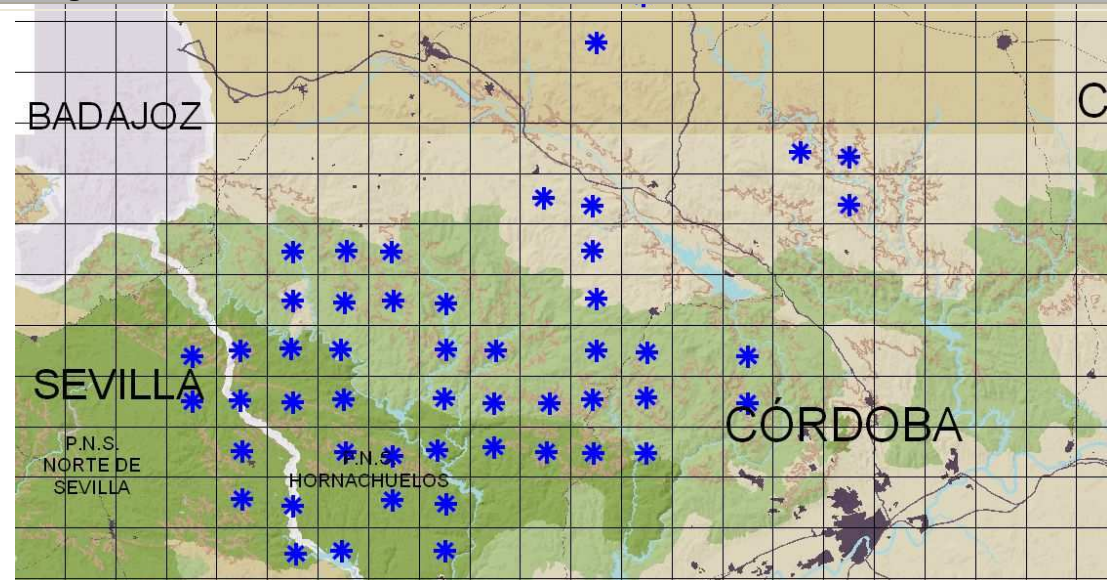 BADAJOZ
C
SEVILLA
CÓRDOBA
P.N.S.
NORTE DE
SEVILLA
P.N.S.
HORNACHUELOS